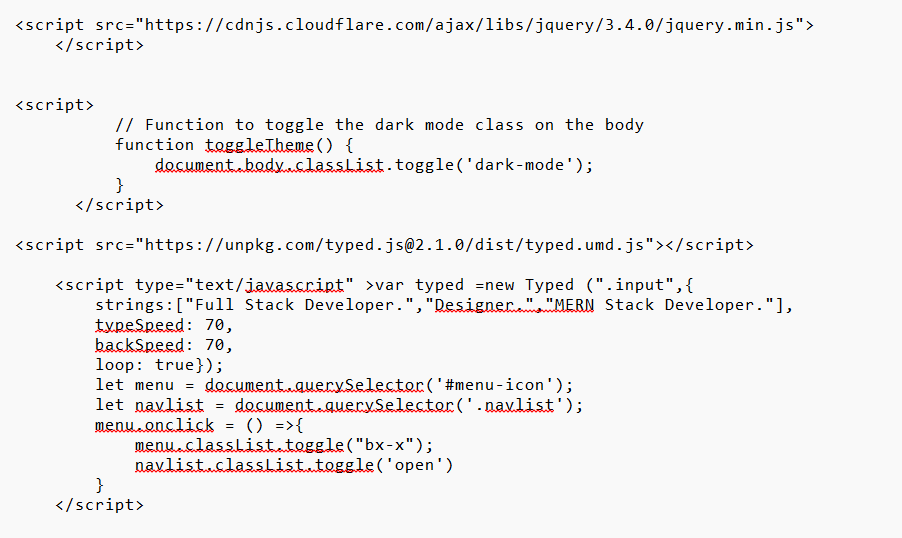 <script src="https://cdnjs.cloudflare.com/ajax/libs/jquery/3.4.0/jquery.min.js">
    </script>
<script>
          // Function to toggle the dark mode class on the body
          function toggleTheme() {
              document.body.classList.toggle('dark-mode');
          }
      </script>
<script src="https://unpkg.com/typed.js@2.1.0/dist/typed.umd.js"></script>
    <script type="text/javascript" >var typed =new Typed (".input",{
        strings:["Full Stack Developer.","Designer.","MERN Stack Developer."],
        typeSpeed: 70,
        backSpeed: 70,
        loop: true});
        let menu = document.querySelector('#menu-icon');
        let navlist = document.querySelector('.navlist');
        menu.onclick = () =>{
            menu.classList.toggle("bx-x");
            navlist.classList.toggle('open')
        }
    </script>